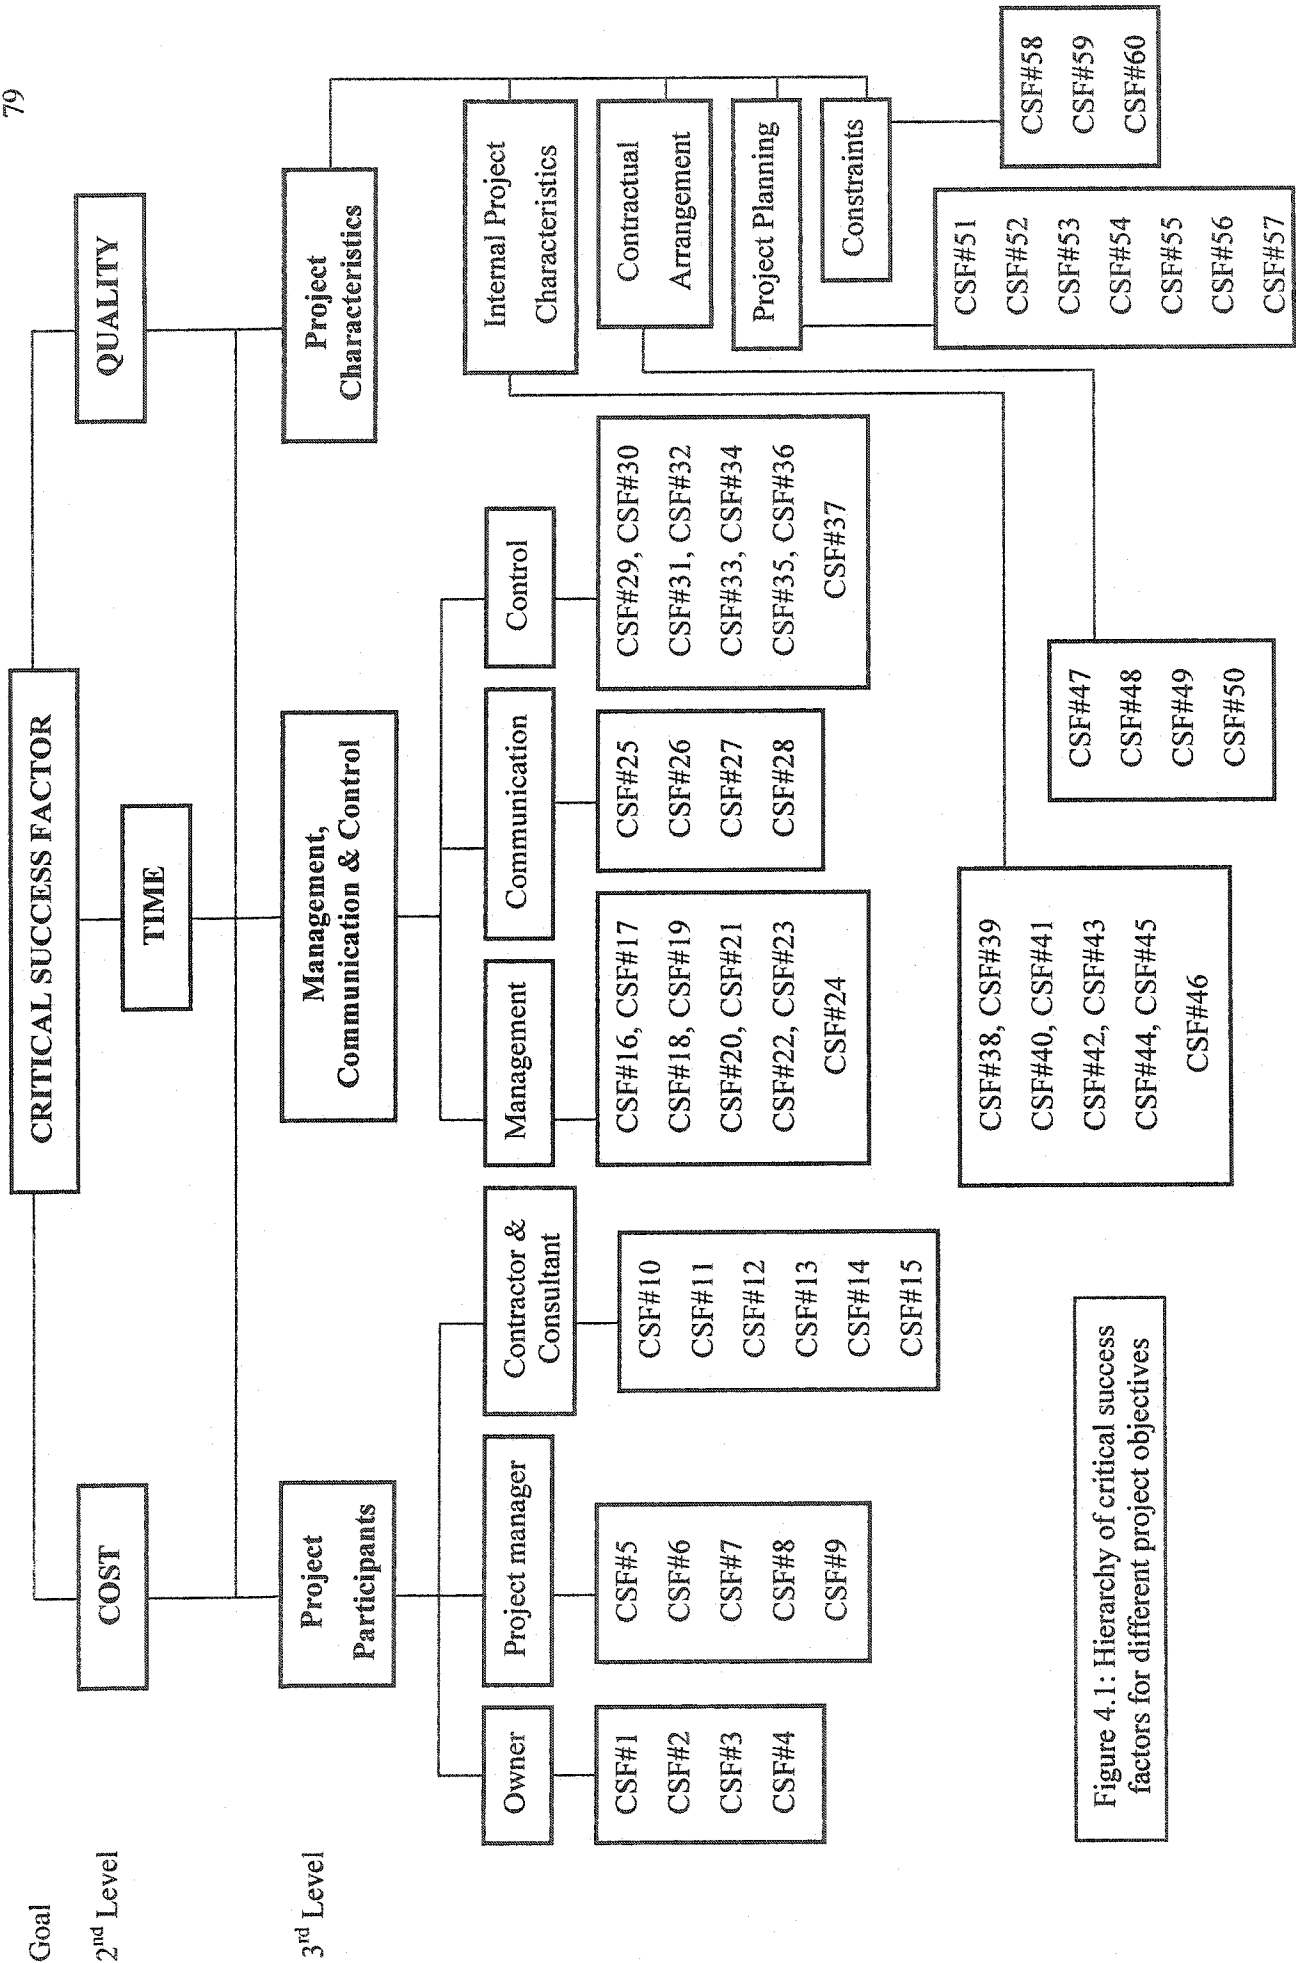 79
Goal
CRITICAL SUCCESS FACTOR
2nd Level
COST
TIME
QUALITY
3rd Level
Project
Participants
Management,
Communication & Control
Project
Characteristics
Owner
Project manager
Contractor &
Consultant
Management
Communication
Control
Internal Project
Characteristics
Contractual
Arrangement
Project Planning
Constraints
CSF#1
CSF#2
CSF#3
CSF#4
CSF#5
CSF#6
CSF#7
CSF#8
CSF#9
CSF#10
CSF#11
CSF#12
CSF#13
CSF#14
CSF#15
CSF#16, CSF#17
CSF#18, CSF#19
CSF#20, CSF#21
CSF#22, CSF#23
CSF#24
CSF#25
CSF#26
CSF#27
CSF#28
CSF#29, CSF#30
CSF#31, CSF#32
CSF#33, CSF#34
CSF#35, CSF#36
CSF#37
CSF#38, CSF#39
CSF#40, CSF#41
CSF#42, CSF#43
CSF#44, CSF#45
CSF#46
CSF#47
CSF#48
CSF#49
CSF#50
CSF#51
CSF#52
CSF#53
CSF#54
CSF#55
CSF#56
CSF#57
CSF#58
CSF#59
CSF#60
Figure 4.1: Hierarchy of critical success
factors for different project objectives